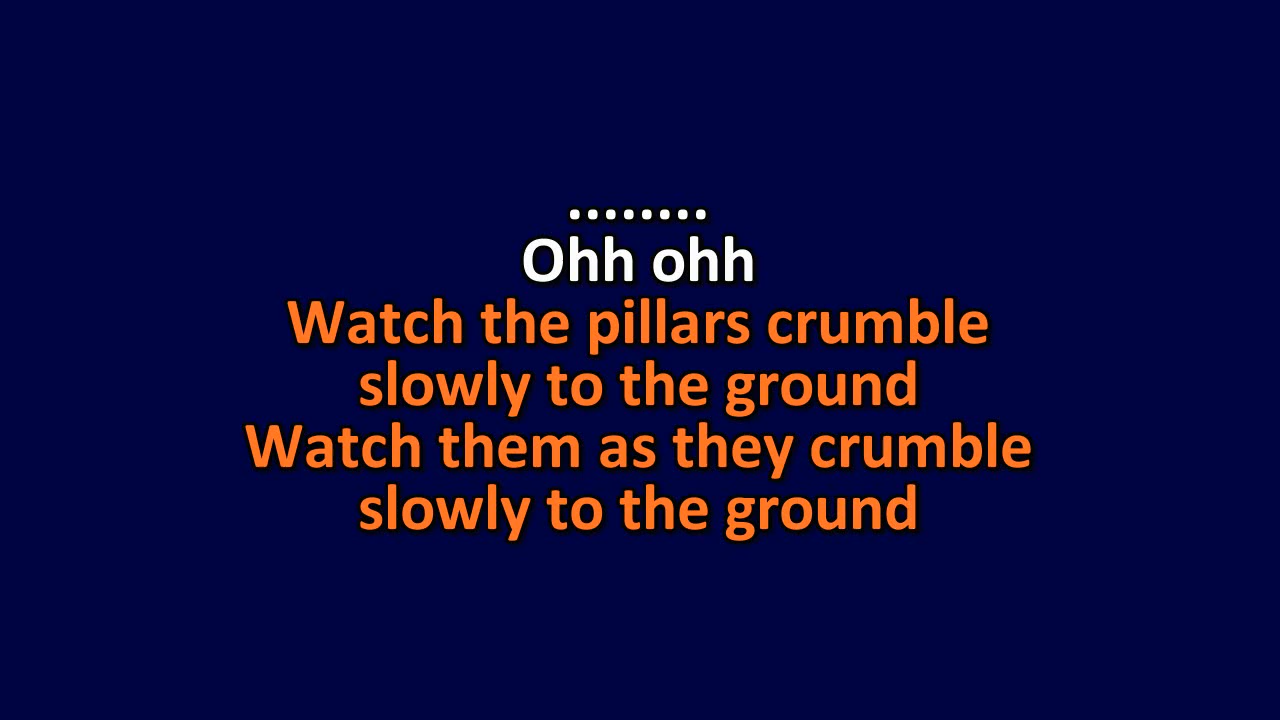 ........
Ohh ohh
Watch the pillars crumble
slowly to the ground
Watch them as they crumble
slowly to the ground